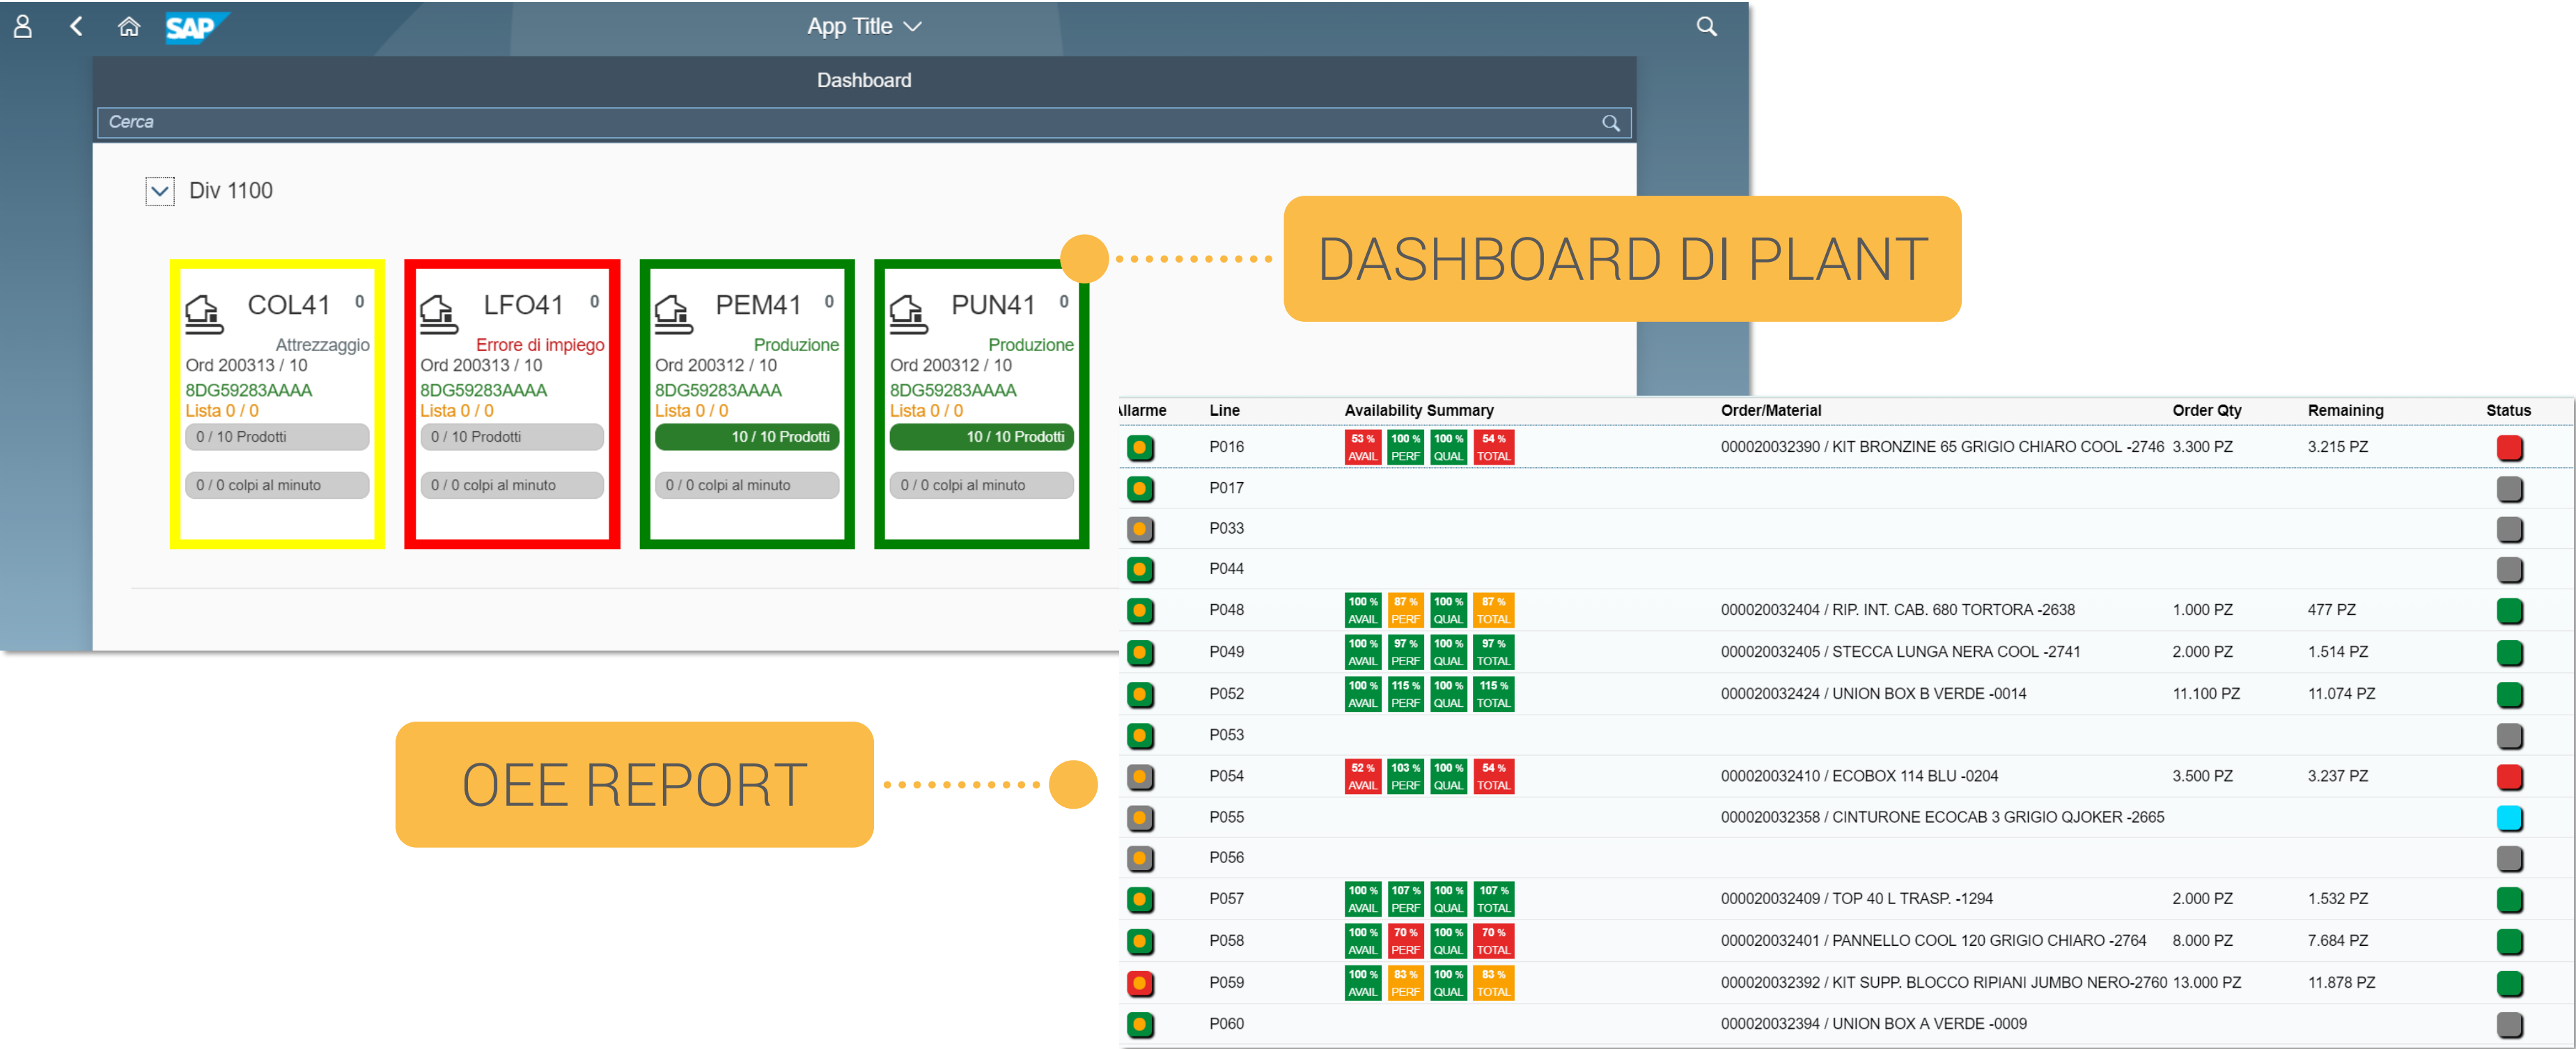 SAP
App Title
Dashboard
Cerca
Div 1100
COL41 0
Attrezzaggio
Ord 200313 / 10
8DG59283AAAA
Lista 0 / 0
0 / 10 Prodotti
0 / 0 colpi al minuto
LFO41 0
Errore di impiego
Ord 200313 / 10
8DG59283AAAA
Lista 0 / 0
0 / 10 Prodotti
0 / 0 colpi al minuto
PEM41 0
Produzione
Ord 200312 / 10
8DG59283AAAA
Lista 0 / 0
10 / 10 Prodotti
0 / 0 colpi al minuto
PUN41 0
Produzione
Ord 200312 / 10
8DG59283AAAA
Lista 0 / 0
10 / 10 Prodotti
0 / 0 colpi al minuto
DASHBOARD DI PLANT
OEE REPORT
llarme Line Availability Summary Order/Material Order Qty Remaining Status
53 % 100 % 100 % 54 %
P016 AVAIL PERF QUAL TOTAL 000020032390 / KIT BRONZINE 65 GRIGIO CHIARO COOL -2746 3.300 PZ 3.215 PZ
P017
P033
P044
100 % 87 % 100 % 87 %
P048 AVAIL PERF QUAL TOTAL 000020032404 / RIP. INT. CAB. 680 TORTORA -2638 1.000 PZ 477 PZ
100 % 97 % 100 % 97 %
P049 AVAIL PERF QUAL TOTAL 000020032405 / STECCA LUNGA NERA COOL -2741 2.000 PZ 1.514 PZ
100 % 115 % 100 % 115 %
P052 AVAIL PERF QUAL TOTAL 000020032424 / UNION BOX B VERDE -0014 11.100 PZ 11.074 PZ
P053
52 % 103 % 100 % 54 %
P054 AVAIL PERF QUAL TOTAL 000020032410 / ECOBOX 114 BLU -0204 3.500 PZ 3.237 PZ
P055 000020032358 / CINTURONE ECOCAB 3 GRIGIO QJOKER -2665
P056
100 % 107 % 100 % 107 %
P057 AVAIL PERF QUAL TOTAL 000020032409 / TOP 40 L TRASP. -1294 2.000 PZ 1.532 PZ
100 % 70 % 100 % 70 %
P058 AVAIL PERF QUAL TOTAL 000020032401 / PANNELLO COOL 120 GRIGIO CHIARO -2764 8.000 PZ 7.684 PZ
100 % 83 % 100 % 83 %
P059 AVAIL PERF QUAL TOTAL 000020032392 / KIT SUPP. BLOCCO RIPIANI JUMBO NERO-2760 13.000 PZ 11.878 PZ
P060 000020032394 / UNION BOX A VERDE -0009